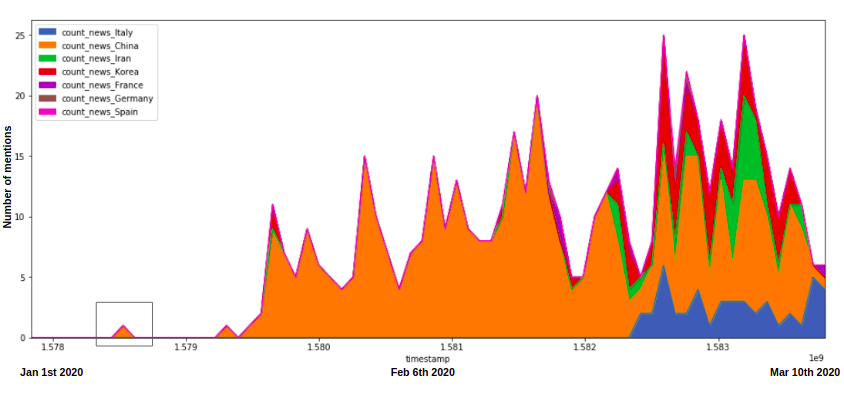 count_news_Italy
count_news_China
count_news_Iran
count_news_Korea
count_news_France
count_news_Germany
count_news_Spain
Number of mentions
25
20
15
10
5
0
1.578 1.579 1.580 1.581 1.582 1.583
timestamp 1e9
Jan 1st 2020 Feb 6th 2020 Mar 10th 2020